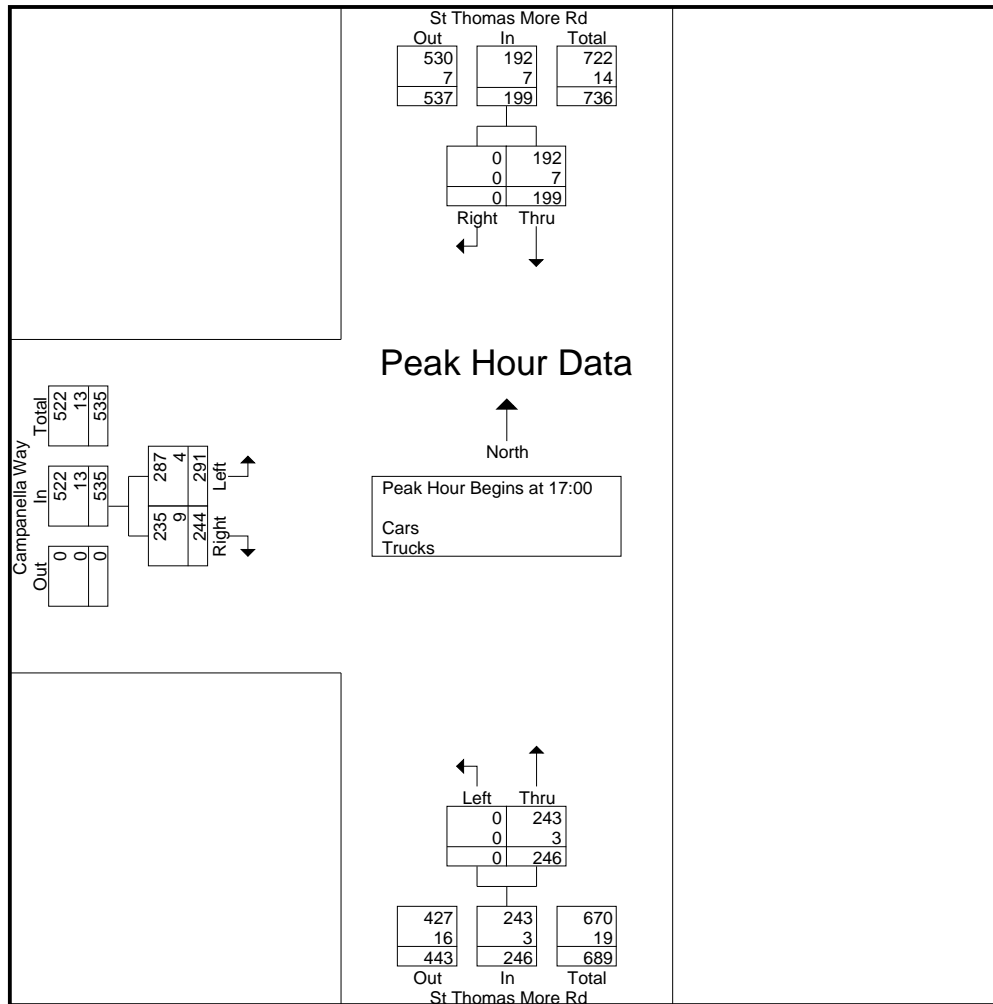 St Thomas More Rd
Out In Total
530 192 722
7 7 14
537 199 736
0 192
0 7
0 199
Right Thru
Peak Hour Data
North
Peak Hour Begins at 17:00
Cars
Trucks
Campanella Way
Out In Total
0 522 522
0 13 13
0 535 535
235 287
9 4
244 291
Right Left
Left Thru
0 243
0 3
0 246
427 243 670
16 3 19
443 246 689
Out In Total
St Thomas More Rd